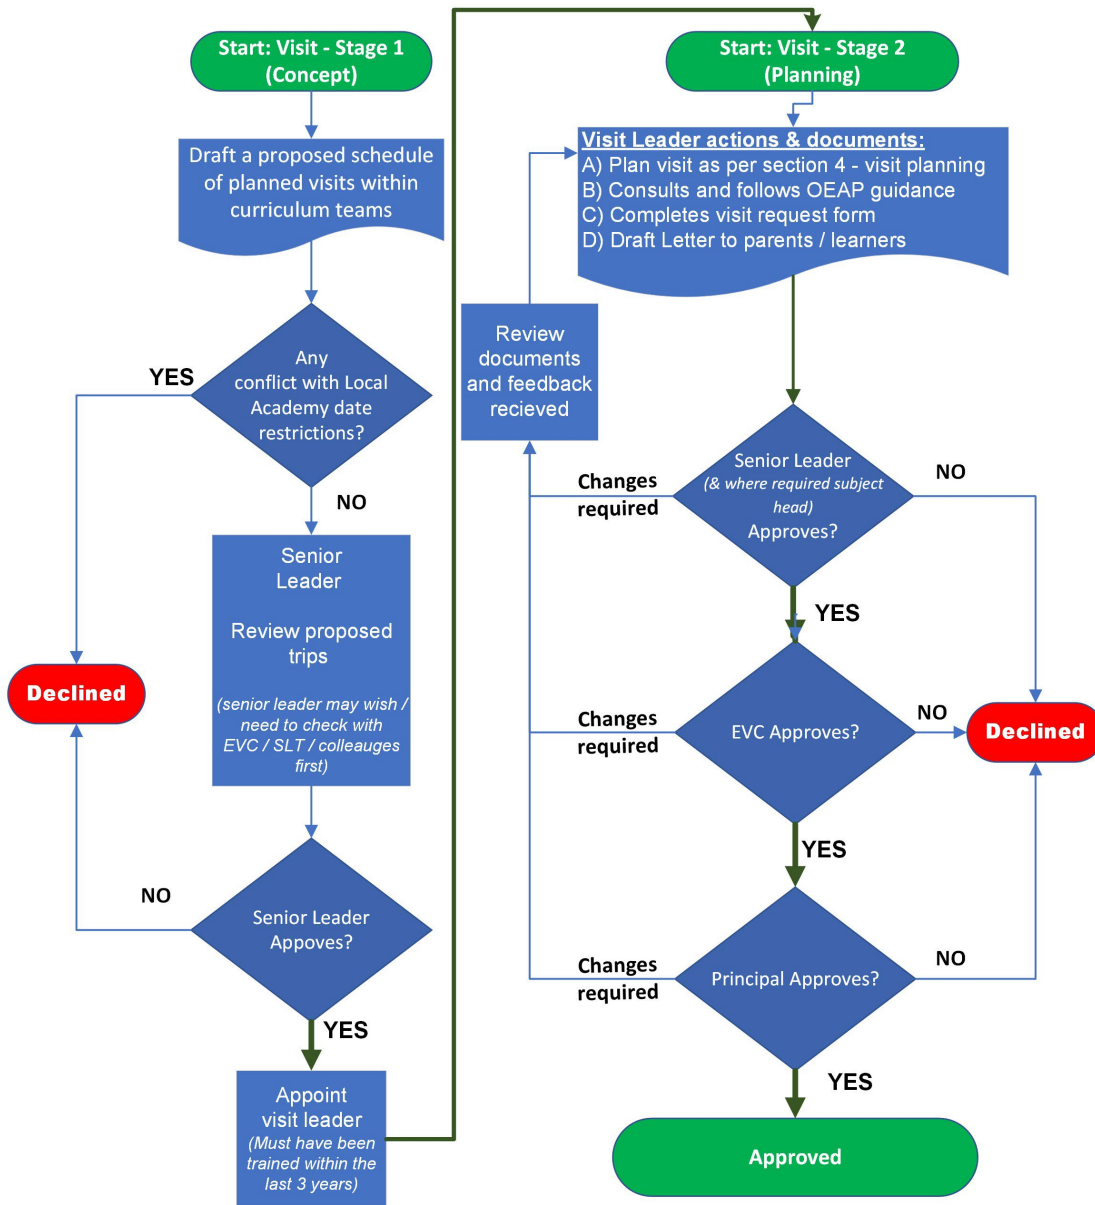 Start: Visit - Stage 1
(Concept)
Draft a proposed schedule
of planned visits within
curriculum teams
Any
conflict with Local
Academy date
restrictions?
YES
NO
Senior
Leader
Review proposed
trips
(senior leader may wish /
need to check with
EVC / SLT / colleauges
first)
Declined
Senior Leader
Appoves?
NO
YES
Appoint
visit leader
(Must have been
trained within the
last 3 years)
Start: Visit - Stage 2
(Planning)
Visit Leader actions & documents:
A) Plan visit as per section 4 - visit planning
B) Consults and follows OEAP guidance
C) Completes visit request form
D) Draft Letter to parents / learners
Review
documents
and feedback
recieved
Senior Leader
(& where required subject
head)
Approves?
Changes
required
NO
YES
EVC Approves?
Changes
required
NO
Declined
YES
Principal Approves?
Changes
required
NO
YES
Approved